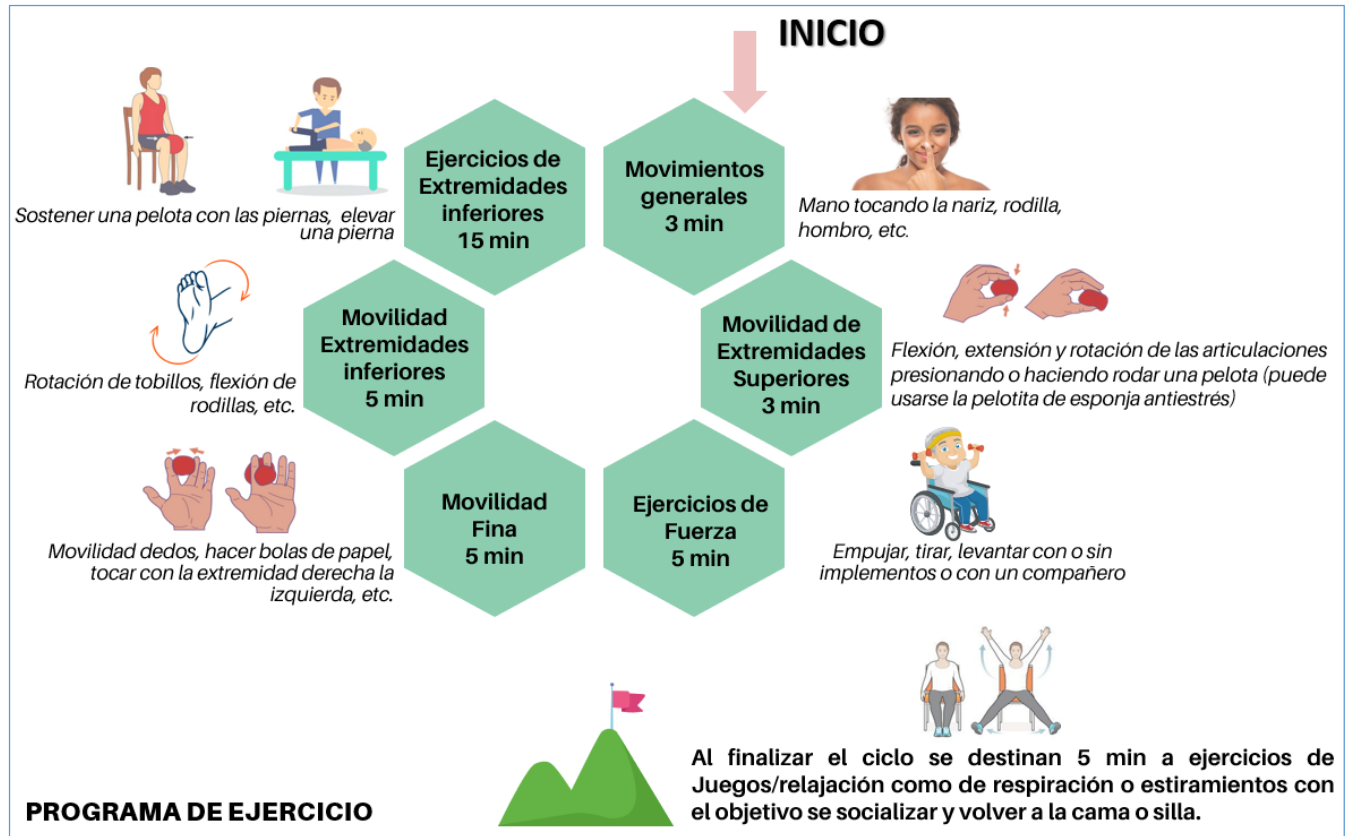 INICIO
Movimientos
generales
3 min
Mano tocando la nariz, rodilla,
hombro, etc.
Movilidad de
Extremidades
Superiores
3 min
Flexión, extensión y rotación de las articulaciones
presionando o haciendo rodar una pelota (puede
usarse la pelotita de esponja antiestrés)
Ejercicios de
Fuerza
5 min
Empujar, tirar, levantar con o sin
implementos o con un compañero
Movilidad
Fina
5 min
Movilidad dedos, hacer bolas de papel,
tocar con la extremidad derecha la
izquierda, etc.
Movilidad
Extremidades
inferiores
5 min
Rotación de tobillos, flexión de
rodillas, etc.
Ejercicios de
Extremidades
inferiores
15 min
Sostener una pelota con las piernas, elevar
una pierna
Al finalizar el ciclo se destinan 5 min a ejercicios de
Juegos/relajación como de respiración o estiramientos con
el objetivo se socializar y volver a la cama o silla.
PROGRAMA DE EJERCICIO